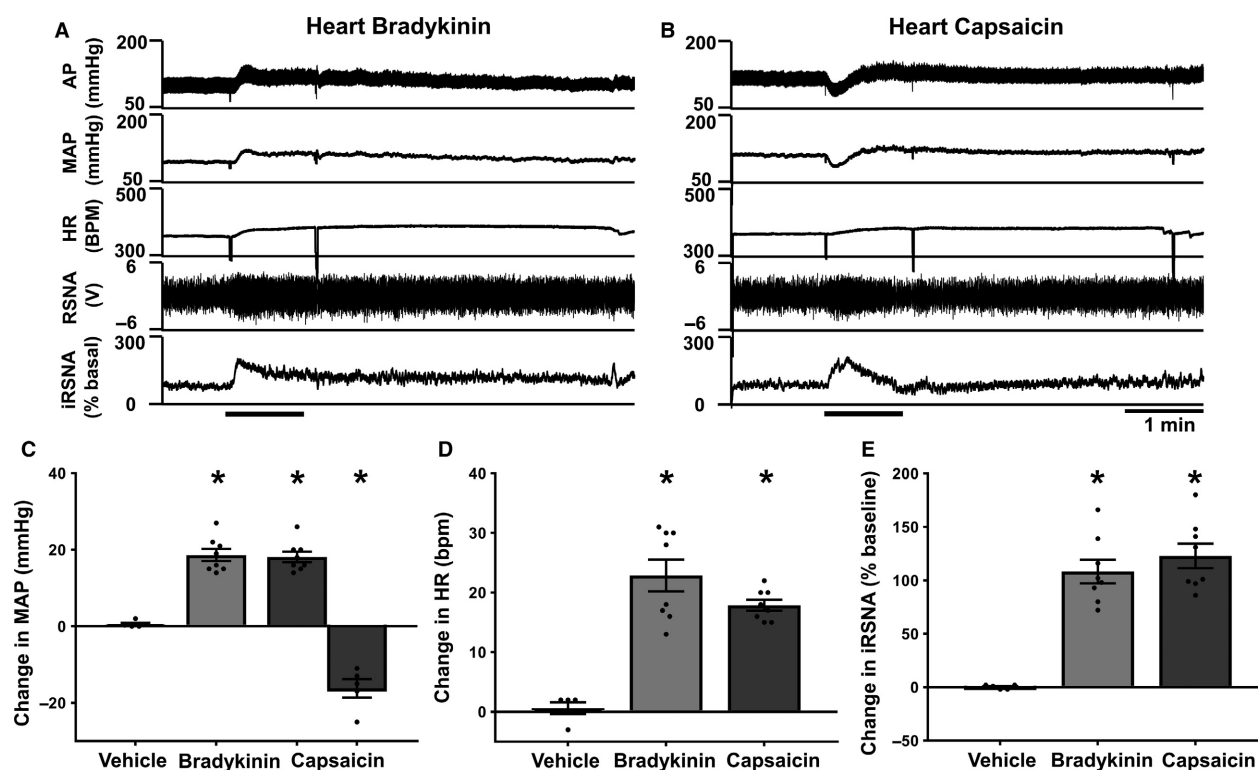 A Heart Bradykinin
B Heart Capsaicin
AP (mmHg)
200
50
MAP (mmHg)
200
50
HR (BPM)
500
300
RSNA (V)
6
–6
iRSNA (% basal)
300
0
200
50
200
50
500
300
6
–6
300
0
1 min
C
Change in MAP (mmHg)
40
20
0
–20
* * *
Vehicle Bradykinin Capsaicin
D
Change in HR (bpm)
40
30
20
10
0
* *
Vehicle Bradykinin Capsaicin
E
Change in iRSNA (% baseline)
200
150
100
50
0
–50
* *
Vehicle Bradykinin Capsaicin